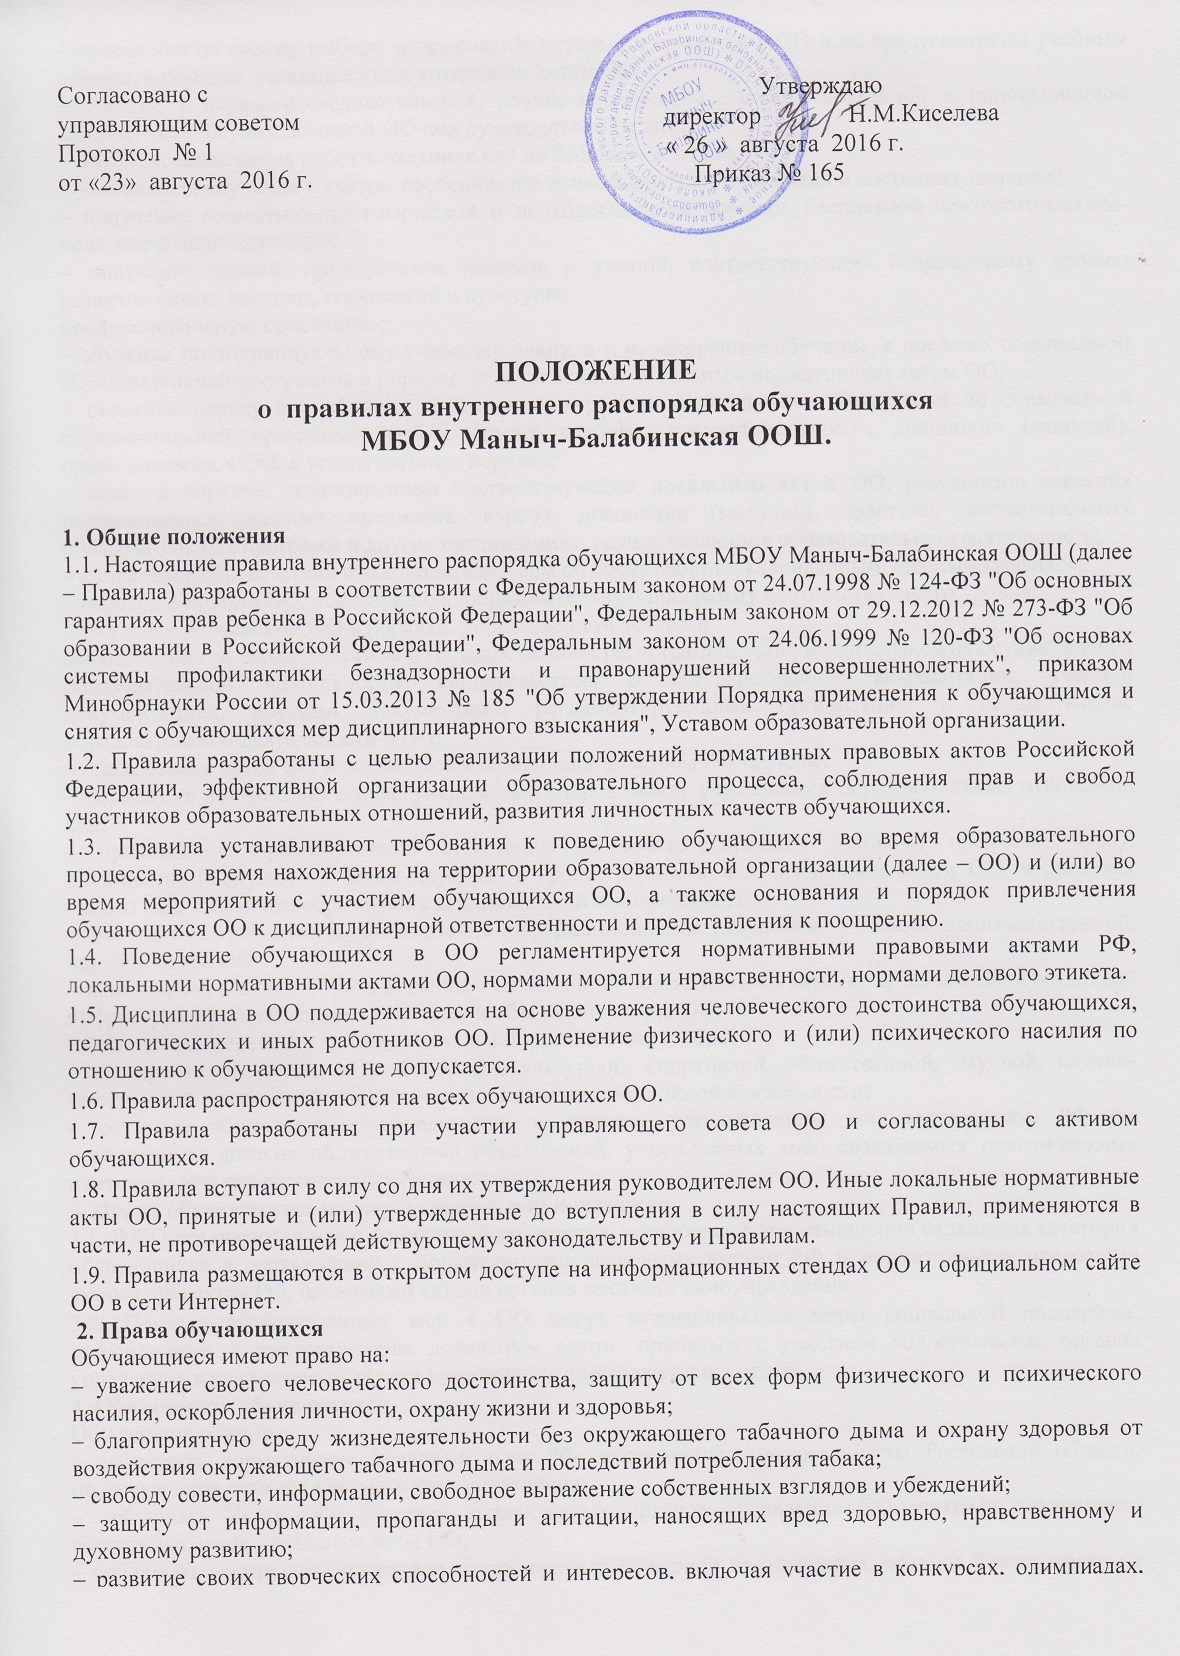 Согласовано с
управляющим советом
Протокол № 1
от «23» августа 2016 г.
Утверждаю
директор Н.М.Киселева
« 26 » августа 2016 г.
Приказ № 165
МБОУ
Маныч-
Балабинская
ООШ
ПОЛОЖЕНИЕ
о правилах внутреннего распорядка обучающихся
МБОУ Маныч-Балабинская ООШ.
1. Общие положения
1.1. Настоящие правила внутреннего распорядка обучающихся МБОУ Маныч-Балабинская ООШ (далее
– Правила) разработаны в соответствии с Федеральным законом от 24.07.1998 № 124-ФЗ "Об основных
гарантиях прав ребенка в Российской Федерации", Федеральным законом от 29.12.2012 № 273-ФЗ "Об
образовании в Российской Федерации", Федеральным законом от 24.06.1999 № 120-ФЗ "Об основах
системы профилактики безнадзорности и правонарушений несовершеннолетних", приказом
Минобрнауки России от 15.03.2013 № 185 "Об утверждении Порядка применения к обучающимся и
снятия с обучающихся мер дисциплинарного взыскания", Уставом образовательной организации.
1.2. Правила разработаны с целью реализации положений нормативных правовых актов Российской
Федерации, эффективной организации образовательного процесса, соблюдения прав и свобод
участников образовательных отношений, развития личностных качеств обучающихся.
1.3. Правила устанавливают требования к поведению обучающихся во время образовательного
процесса, во время нахождения на территории образовательной организации (далее – ОО) и (или) во
время мероприятий с участием обучающихся ОО, а также основания и порядок привлечения
обучающихся ОО к дисциплинарной ответственности и представления к поощрению.
1.4. Поведение обучающихся в ОО регламентируется нормативными правовыми актами РФ,
локальными нормативными актами ОО, нормами морали и нравственности, нормами делового этикета.
1.5. Дисциплина в ОО поддерживается на основе уважения человеческого достоинства обучающихся,
педагогических и иных работников ОО. Применение физического и (или) психического насилия по
отношению к обучающимся не допускается.
1.6. Правила распространяются на всех обучающихся ОО.
1.7. Правила разработаны при участии управляющего совета ОО и согласованы с активом
обучающихся.
1.8. Правила вступают в силу со дня их утверждения руководителем ОО. Иные локальные нормативные
акты ОО, принятые и (или) утвержденные до вступления в силу настоящих Правил, применяются в
части, не противоречащей действующему законодательству и Правилам.
1.9. Правила размещаются в открытом доступе на информационных стендах ОО и официальном сайте
ОО в сети Интернет.
2. Права обучающихся
Обучающиеся имеют право на:
– уважение своего человеческого достоинства, защиту от всех форм физического и психического
насилия, оскорбления личности, охрану жизни и здоровья;
– благоприятную среду жизнедеятельности без окружающего табачного дыма и охрану здоровья от
воздействия окружающего табачного дыма и последствий потребления табака;
– свободу совести, информации, свободное выражение собственных взглядов и убеждений;
– защиту от информации, пропаганды и агитации, наносящих вред здоровью, нравственному и
духовному развитию;
– развитие своих творческих способностей и интересов, включая участие в конкурсах, олимпиадах,